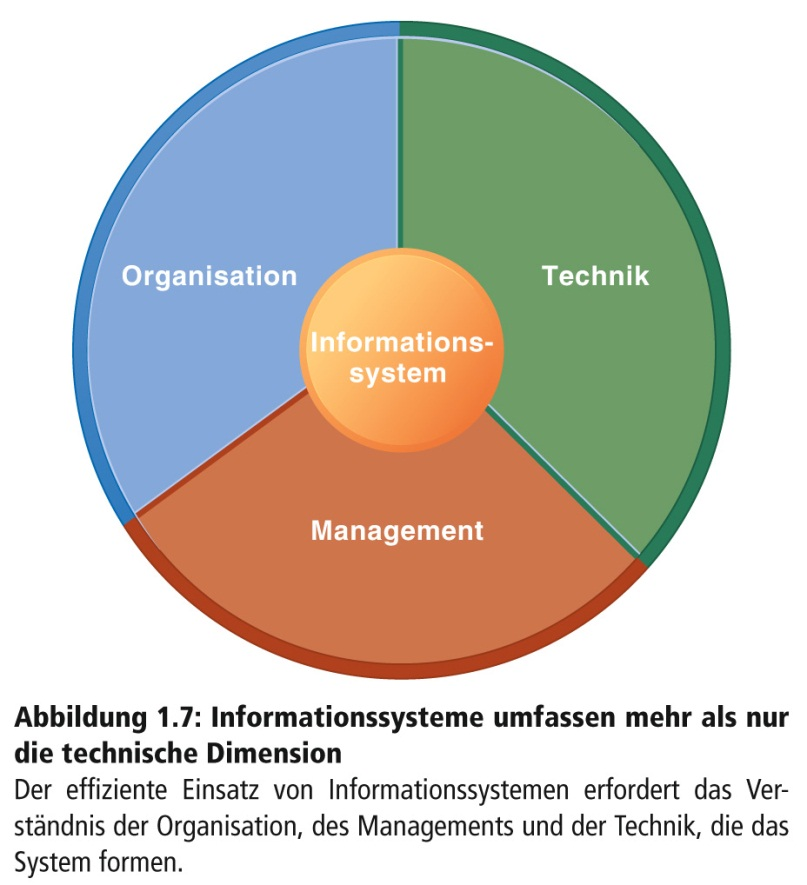 Organisation
Technik
Informations-
system
Management
Abbildung 1.7: Informationssysteme umfassen mehr als nur
die technische Dimension
Der effiziente Einsatz von Informationssystemen erfordert das Ver-
ständnis der Organisation, des Managements und der Technik, die das
System formen.